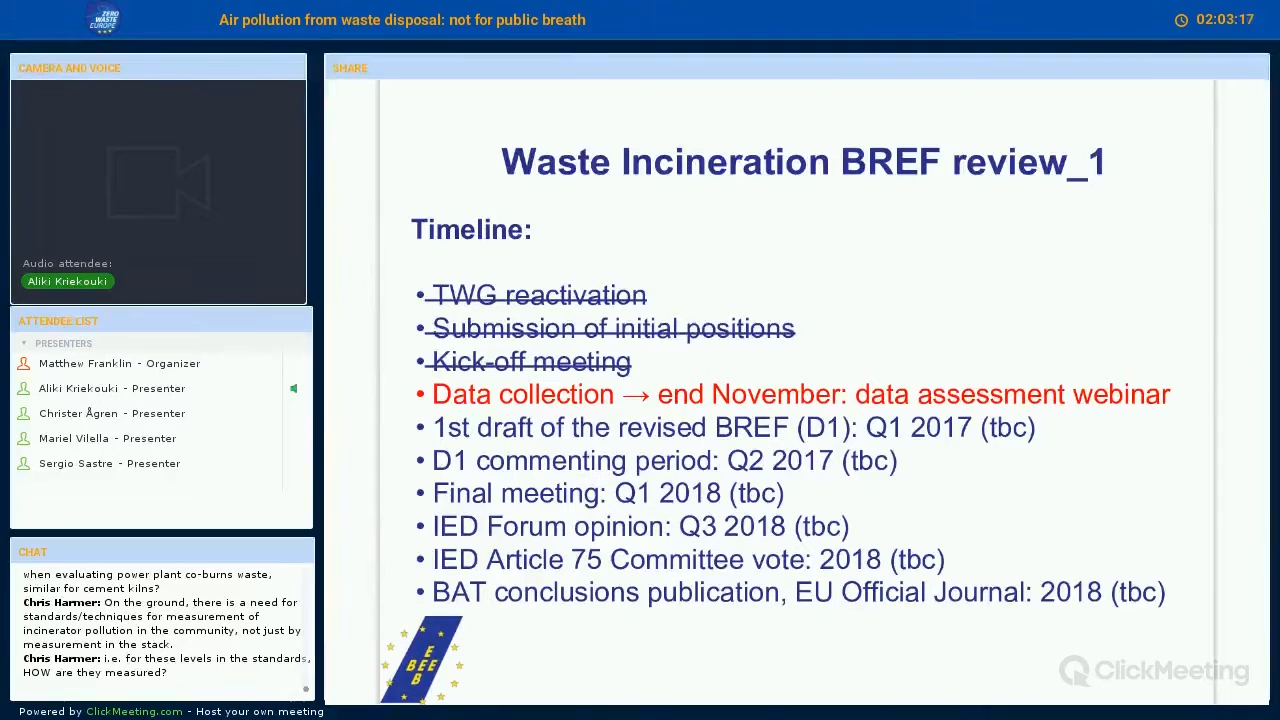 ZERO WASTE EUROPE
Air pollution from waste disposal: not for public breath
02:03:17
CAMERA AND VOICE
Audio attendee:
Aliki Kriekouki
ATTENDEE LIST
PRESENTERS
Matthew Franklin - Organizer
Aliki Kriekouki - Presenter
Christer Ågren - Presenter
Mariel Vilella - Presenter
Sergio Sastre - Presenter
CHAT
when evaluating power plant co-burns waste,
similar for cement kilns?
Chris Harmer: On the ground, there is a need for
standards/techniques for measurement of
incinerator pollution in the community, not just by
measurement in the stack.
Chris Harmer: i.e. for these levels in the standards,
HOW are they measured?
SHARE
Waste Incineration BREF review_1
Timeline:
• TWG reactivation
• Submission of initial positions
• Kick-off meeting
• Data collection → end November: data assessment webinar
• 1st draft of the revised BREF (D1): Q1 2017 (tbc)
• D1 commenting period: Q2 2017 (tbc)
• Final meeting: Q1 2018 (tbc)
• IED Forum opinion: Q3 2018 (tbc)
• IED Article 75 Committee vote: 2018 (tbc)
• BAT conclusions publication, EU Official Journal: 2018 (tbc)
E
BEE
B
ClickMeeting
Powered by ClickMeeting.com - Host your own meeting